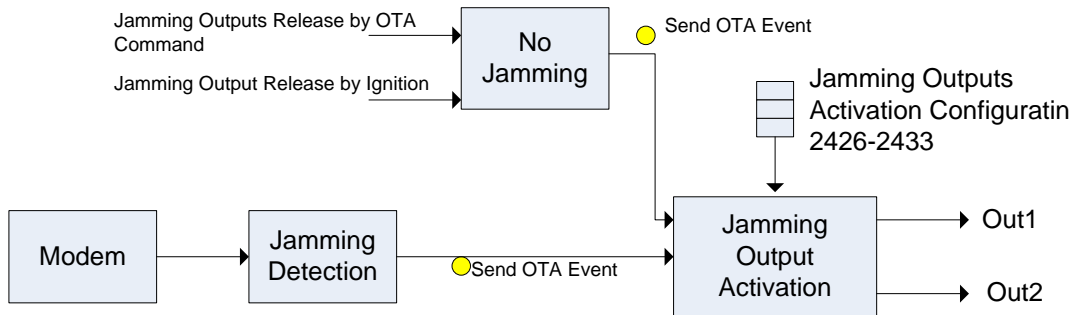 Jamming Outputs Release by OTA
Command
Jamming Output Release by Ignition
No
Jamming
Send OTA Event
Jamming Outputs
Activation Configuratin
2426-2433
Modem
Jamming
Detection
Send OTA Event
Jamming
Output
Activation
Out1
Out2